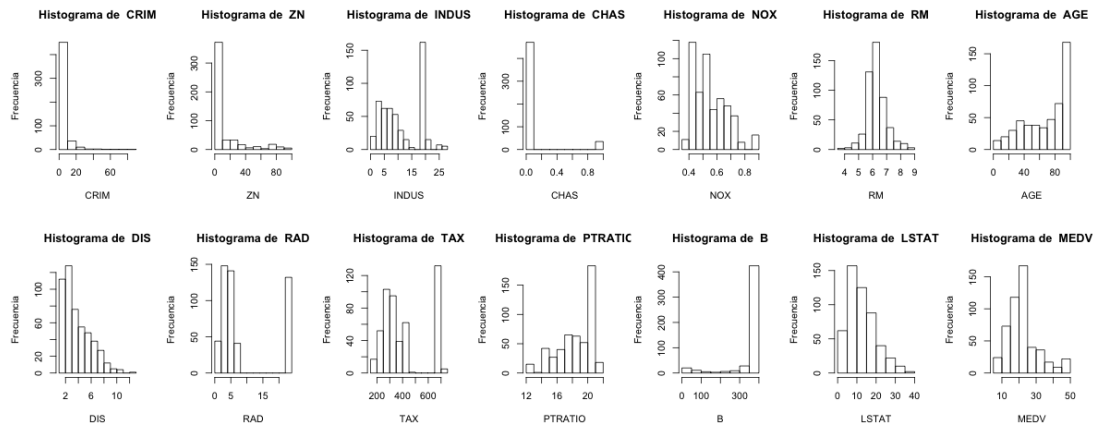 Histograma de CRIM
Frecuencia
0 100 300
0 20 60
CRIM
Histograma de ZN
Frecuencia
0 100 300
0 40 80
ZN
Histograma de INDUS
Frecuencia
0 50 100 150
0 5 15 25
INDUS
Histograma de CHAS
Frecuencia
0 100 300
0.0 0.4 0.8
CHAS
Histograma de NOX
Frecuencia
0 20 60 100
0.4 0.6 0.8
NOX
Histograma de RM
Frecuencia
0 50 100 150
4 5 6 7 8 9
RM
Histograma de AGE
Frecuencia
0 50 100 150
0 40 80
AGE
Histograma de DIS
Frecuencia
0 20 60 100
2 6 10
DIS
Histograma de RAD
Frecuencia
0 50 100 150
0 5 15
RAD
Histograma de TAX
Frecuencia
0 40 80 120
200 400 600
TAX
Histograma de PTRATIO
Frecuencia
0 50 100 150
12 16 20
PTRATIO
Histograma de B
Frecuencia
0 100 200 300 400
0 100 300
B
Histograma de LSTAT
Frecuencia
0 50 100 150
0 10 20 30 40
LSTAT
Histograma de MEDV
Frecuencia
0 50 100 150
10 30 50
MEDV